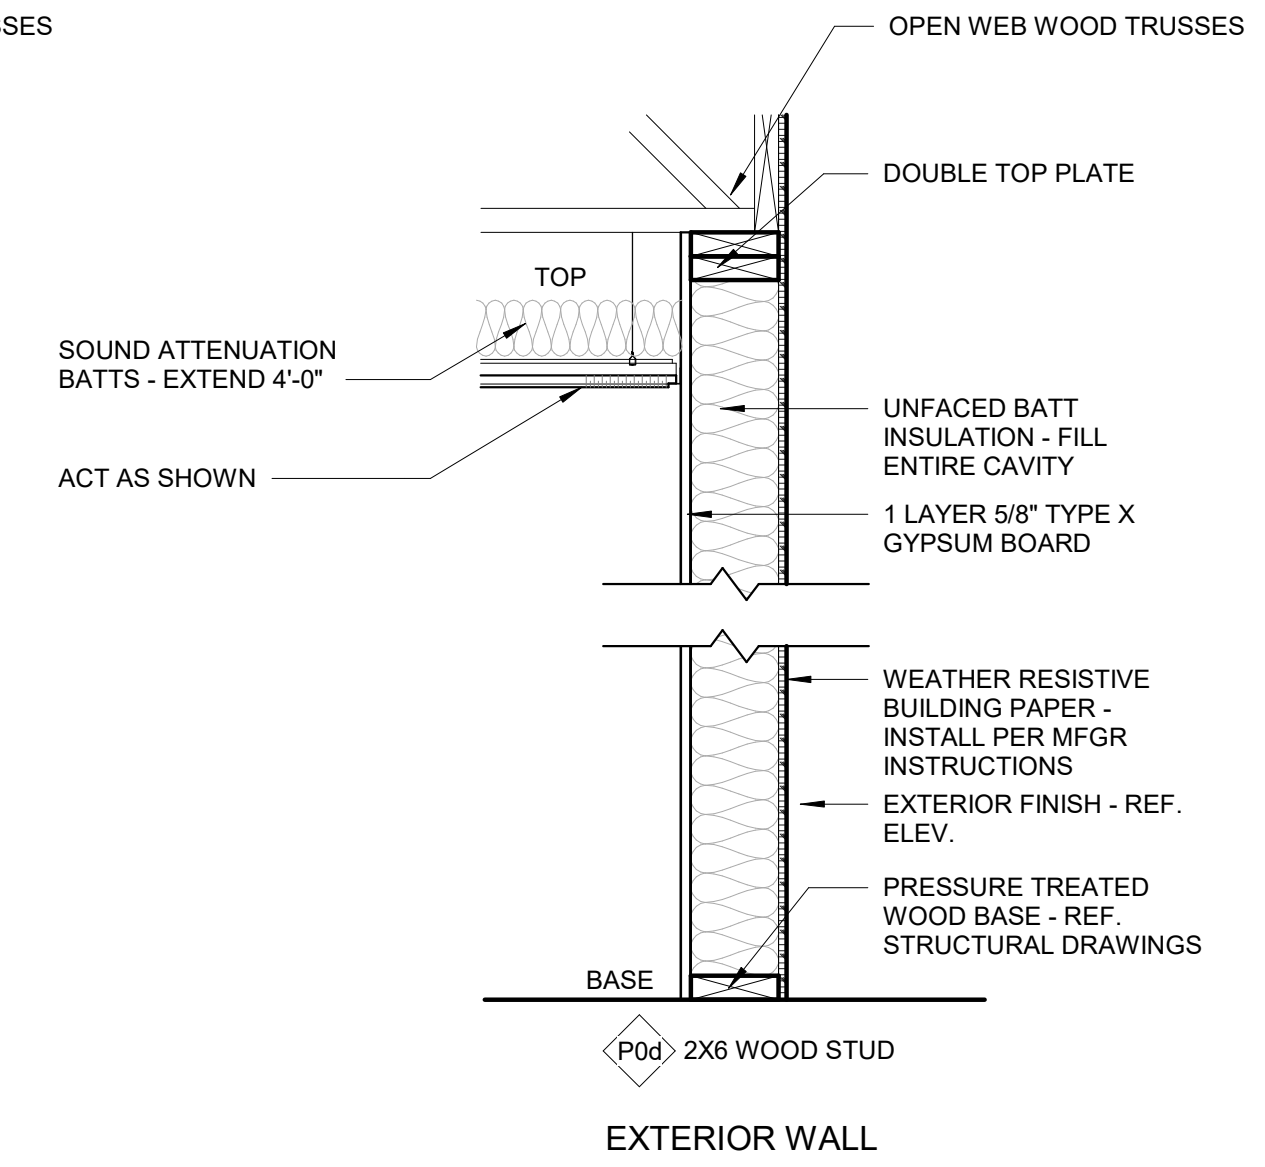 SSES
OPEN WEB WOOD TRUSSES
DOUBLE TOP PLATE
TOP
SOUND ATTENUATION
BATTS - EXTEND 4'-0"
UNFACED BATT
INSULATION - FILL
ENTIRE CAVITY
ACT AS SHOWN
1 LAYER 5/8" TYPE X
GYPSUM BOARD
WEATHER RESISTIVE
BUILDING PAPER -
INSTALL PER MFGR
INSTRUCTIONS
EXTERIOR FINISH - REF.
ELEV.
PRESSURE TREATED
WOOD BASE - REF.
STRUCTURAL DRAWINGS
BASE
P0d 2X6 WOOD STUD
EXTERIOR WALL